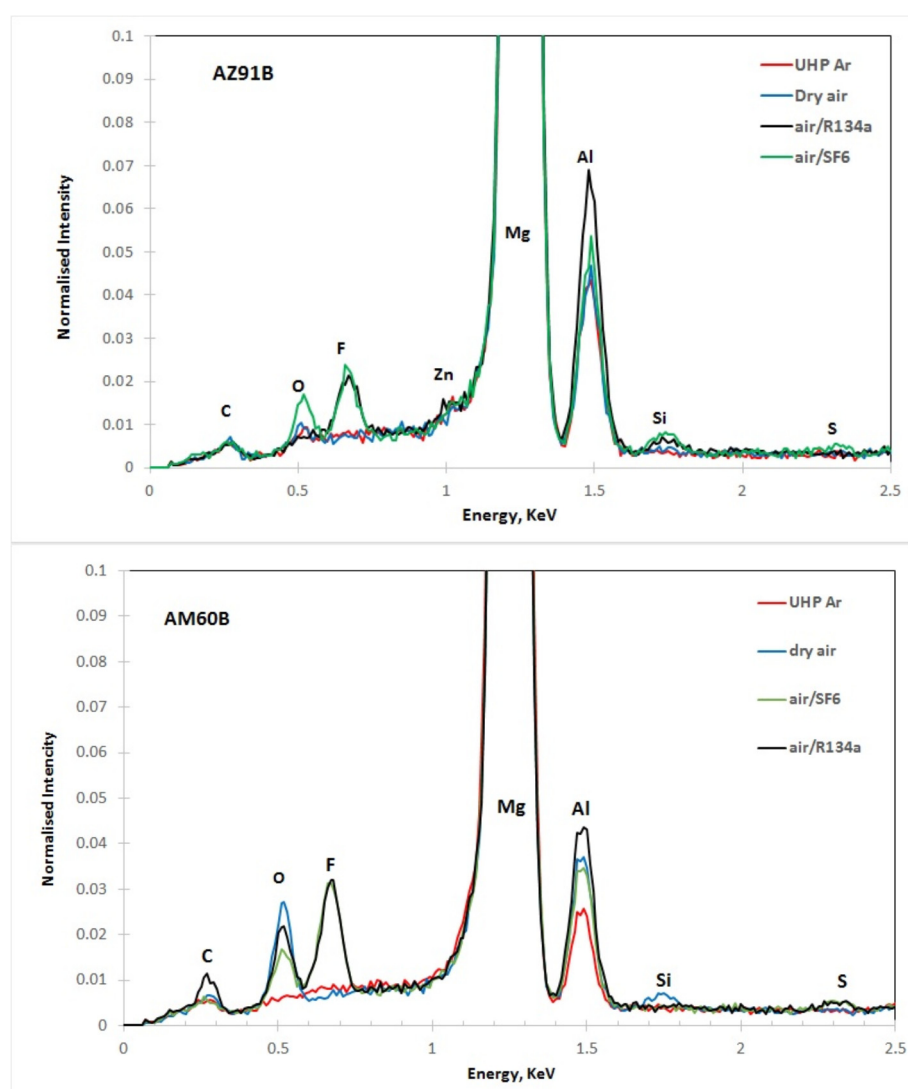 0.1
AZ91B
UHP Ar
0.09
Dry air
0.08
air/R134a
air/SF6
0.07
Al
0.06
Normalised Intensity
0.05
Mg
0.04
0.03
F
0.02
O
Zn
C
Si
S
0.01
0
0 0.5 1 1.5 2 2.5
Energy, KeV
0.1
AM60B
UHP Ar
0.09
dry air
0.08
air/SF6
0.07
air/R134a
0.06
Normalised Intencity
0.05
Mg
Al
0.04
F
O
0.03
0.02
C
Si
S
0.01
0
0 0.5 1 1.5 2 2.5
Energy, KeV